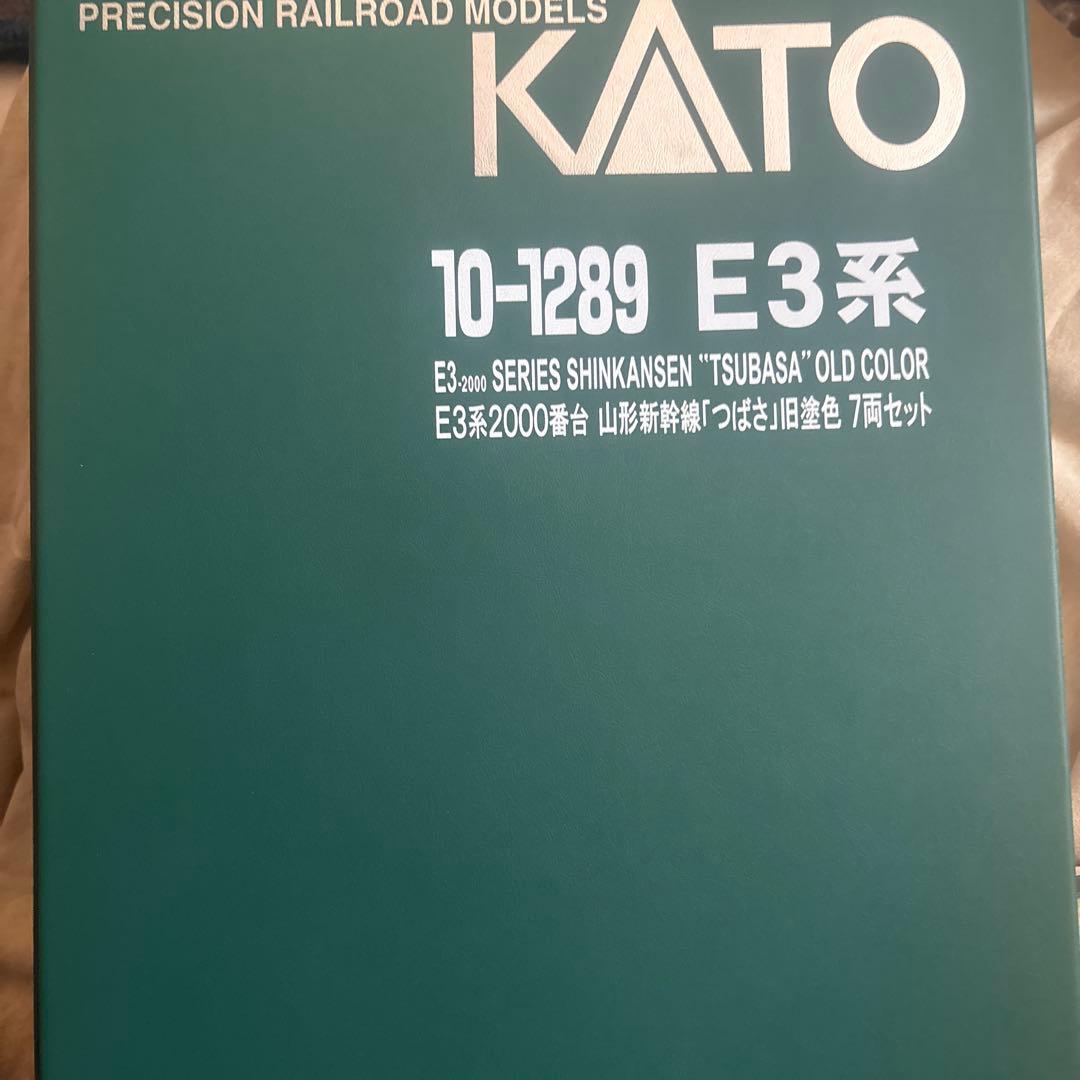 PRECISION RAILROAD MODELS
KATO
10-1289 E3系
E3-2000 SERIES SHINKANSEN "TSUBASA" OLD COLOR
E3系2000番台 山形新幹線「つばさ」旧塗色 7両セット